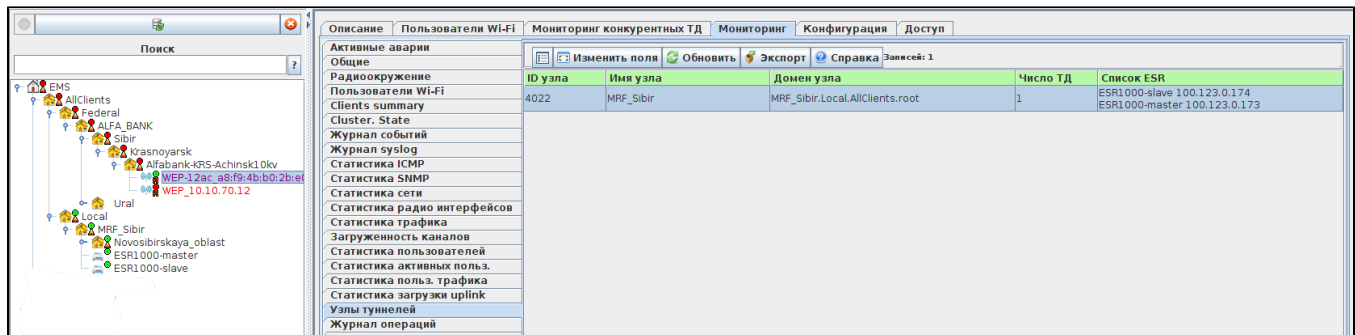 Поиск
?
EMS
AllClients
Federal
ALFA_BANK
Sibir
Krasnoyarsk
Alfabank-KRS-Achinsk10kv
WEP-12ac_a8:f9:4b:b0:2b:e0
WEP_10.10.70.12
Ural
Local
MRF_Sibir
Novosibirskaya_oblast
ESR1000-master
ESR1000-slave
Описание Пользователи Wi-Fi Мониторинг конкурентных ТД Мониторинг Конфигурация Доступ
Активные аварии
Общие
Радиоокружение
Пользователи Wi-Fi
Clients summary
Cluster. State
Журнал событий
Журнал syslog
Статистика ICMP
Статистика SNMP
Статистика сети
Статистика радио интерфейсов
Статистика трафика
Загруженность каналов
Статистика пользователей
Статистика активных польз.
Статистика польз. трафика
Статистика загрузки uplink
Узлы туннелей
Журнал операций
Изменить поля Обновить Экспорт Справка Записей: 1
ID узла Имя узла Домен узла Число ТД Список ESR
4022 MRF_Sibir MRF_Sibir.Local.AllClients.root 1 ESR1000-slave 100.123.0.174
ESR1000-master 100.123.0.173